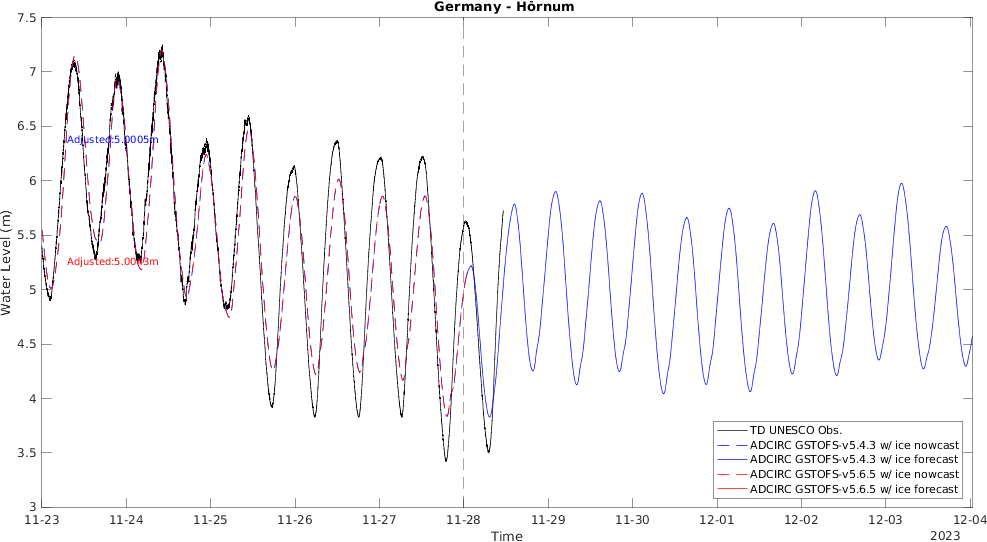 Germany - Hörnum
7.5
7
6.5
6
5.5
5
4.5
4
3.5
3
Water Level (m)
Adjusted:5.0005m
Adjusted:5.0003m
TD UNESCO Obs.
ADCIRC GSTOFS-v5.4.3 w/ ice nowcast
ADCIRC GSTOFS-v5.4.3 w/ ice forecast
ADCIRC GSTOFS-v5.6.5 w/ ice nowcast
ADCIRC GSTOFS-v5.6.5 w/ ice forecast
11-23 11-24 11-25 11-26 11-27 11-28 11-29 11-30 12-01 12-02 12-03 12-04
Time
2023